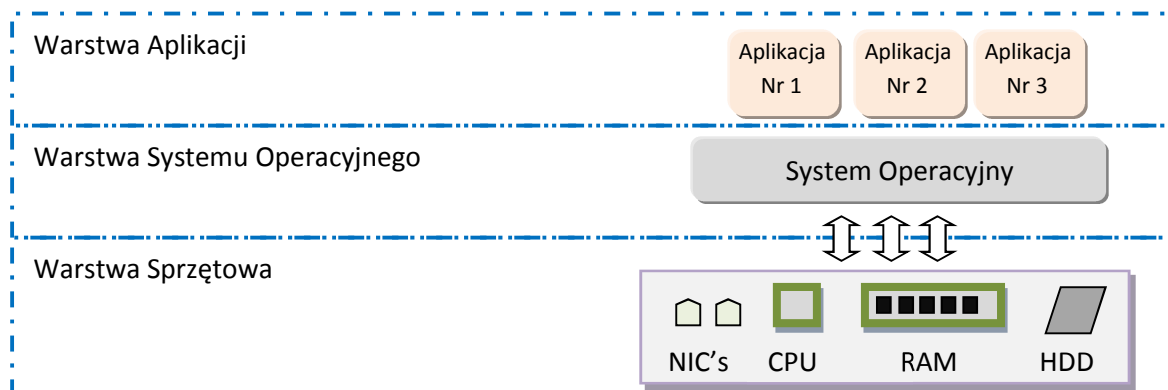 Warstwa Aplikacji
Aplikacja
Nr 1
Aplikacja
Nr 2
Aplikacja
Nr 3
Warstwa Systemu Operacyjnego
System Operacyjny
Warstwa Sprzętowa
NIC's
CPU
RAM
HDD